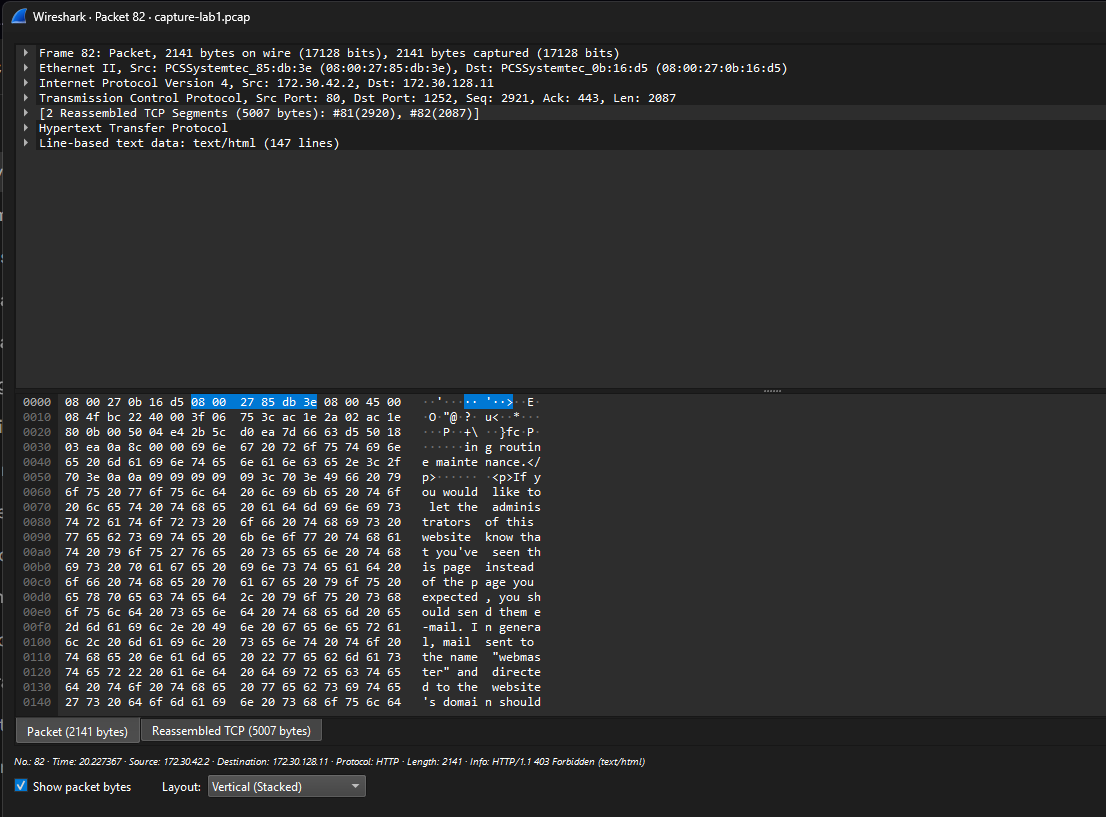 Wireshark · Packet 82 · capture-lab1.pcap
Frame 82: Packet, 2141 bytes on wire (17128 bits), 2141 bytes captured (17128 bits)
Ethernet II, Src: PCSSystemtec_85:db:3e (08:00:27:85:db:3e), Dst: PCSSystemtec_0b:16:d5 (08:00:27:0b:16:d5)
Internet Protocol Version 4, Src: 172.30.42.2, Dst: 172.30.128.11
Transmission Control Protocol, Src Port: 80, Dst Port: 1252, Seq: 2921, Ack: 443, Len: 2087
[2 Reassembled TCP Segments (5007 bytes): #81(2920), #82(2087)]
Hypertext Transfer Protocol
Line-based text data: text/html (147 lines)
0000 08 00 27 0b 16 d5 08 00 27 85 db 3e 08 00 45 00 ··'·····'··>··E·
0010 08 4f bc 22 40 00 3f 06 75 3c ac 1e 2a 02 ac 1e ·O·"@·?·u<··*···
0020 80 0b 00 50 04 e4 2b 5c d0 ea 7d 66 63 d5 50 18 ···P··+\··}fc·P·
0030 03 ea 0a 8c 00 00 69 6e 67 20 72 6f 75 74 69 6e ······in g routin
0040 65 20 6d 61 69 6e 74 65 6e 61 6e 63 65 2e 3c 2f e mainte nance.</
0050 70 3e 0a 0a 09 09 09 09 09 3c 70 3e 49 66 20 79 p>······ ·<p>If y
0060 6f 75 20 77 6f 75 6c 64 20 6c 69 6b 65 20 74 6f ou would like to
0070 20 6c 65 74 20 74 68 65 20 61 64 6d 69 6e 69 73 let the adminis
0080 74 72 61 74 6f 72 73 20 6f 66 20 74 68 69 73 20 trators of this
0090 77 65 62 73 69 74 65 20 6b 6e 6f 77 20 74 68 61 website know tha
00a0 74 20 79 6f 75 27 76 65 20 73 65 65 6e 20 74 68 t you've seen th
00b0 69 73 20 70 61 67 65 20 69 6e 73 74 65 61 64 20 is page instead
00c0 6f 66 20 74 68 65 20 70 61 67 65 20 79 6f 75 20 of the p age you
00d0 65 78 70 65 63 74 65 64 2c 20 79 6f 75 20 73 68 expected , you sh
00e0 6f 75 6c 64 20 73 65 6e 64 20 74 68 65 6d 20 65 ould sen d them e
00f0 2d 6d 61 69 6c 2e 20 49 6e 20 67 65 6e 65 72 61 -mail. I n genera
0100 6c 2c 20 6d 61 69 6c 20 73 65 6e 74 20 74 6f 20 l, mail sent to
0110 74 68 65 20 6e 61 6d 65 20 22 77 65 62 6d 61 73 the name "webmas
0120 74 65 72 22 20 61 6e 64 20 64 69 72 65 63 74 65 ter" and directe
0130 64 20 74 6f 20 74 68 65 20 77 65 62 73 69 74 65 d to the website
0140 27 73 20 64 6f 6d 61 69 6e 20 73 68 6f 75 6c 64 's domai n should
Packet (2141 bytes) Reassembled TCP (5007 bytes)
No.: 82 · Time: 20.227367 · Source: 172.30.42.2 · Destination: 172.30.128.11 · Protocol: HTTP · Length: 2141 · Info: HTTP/1.1 403 Forbidden (text/html)
Show packet bytes Layout: Vertical (Stacked)